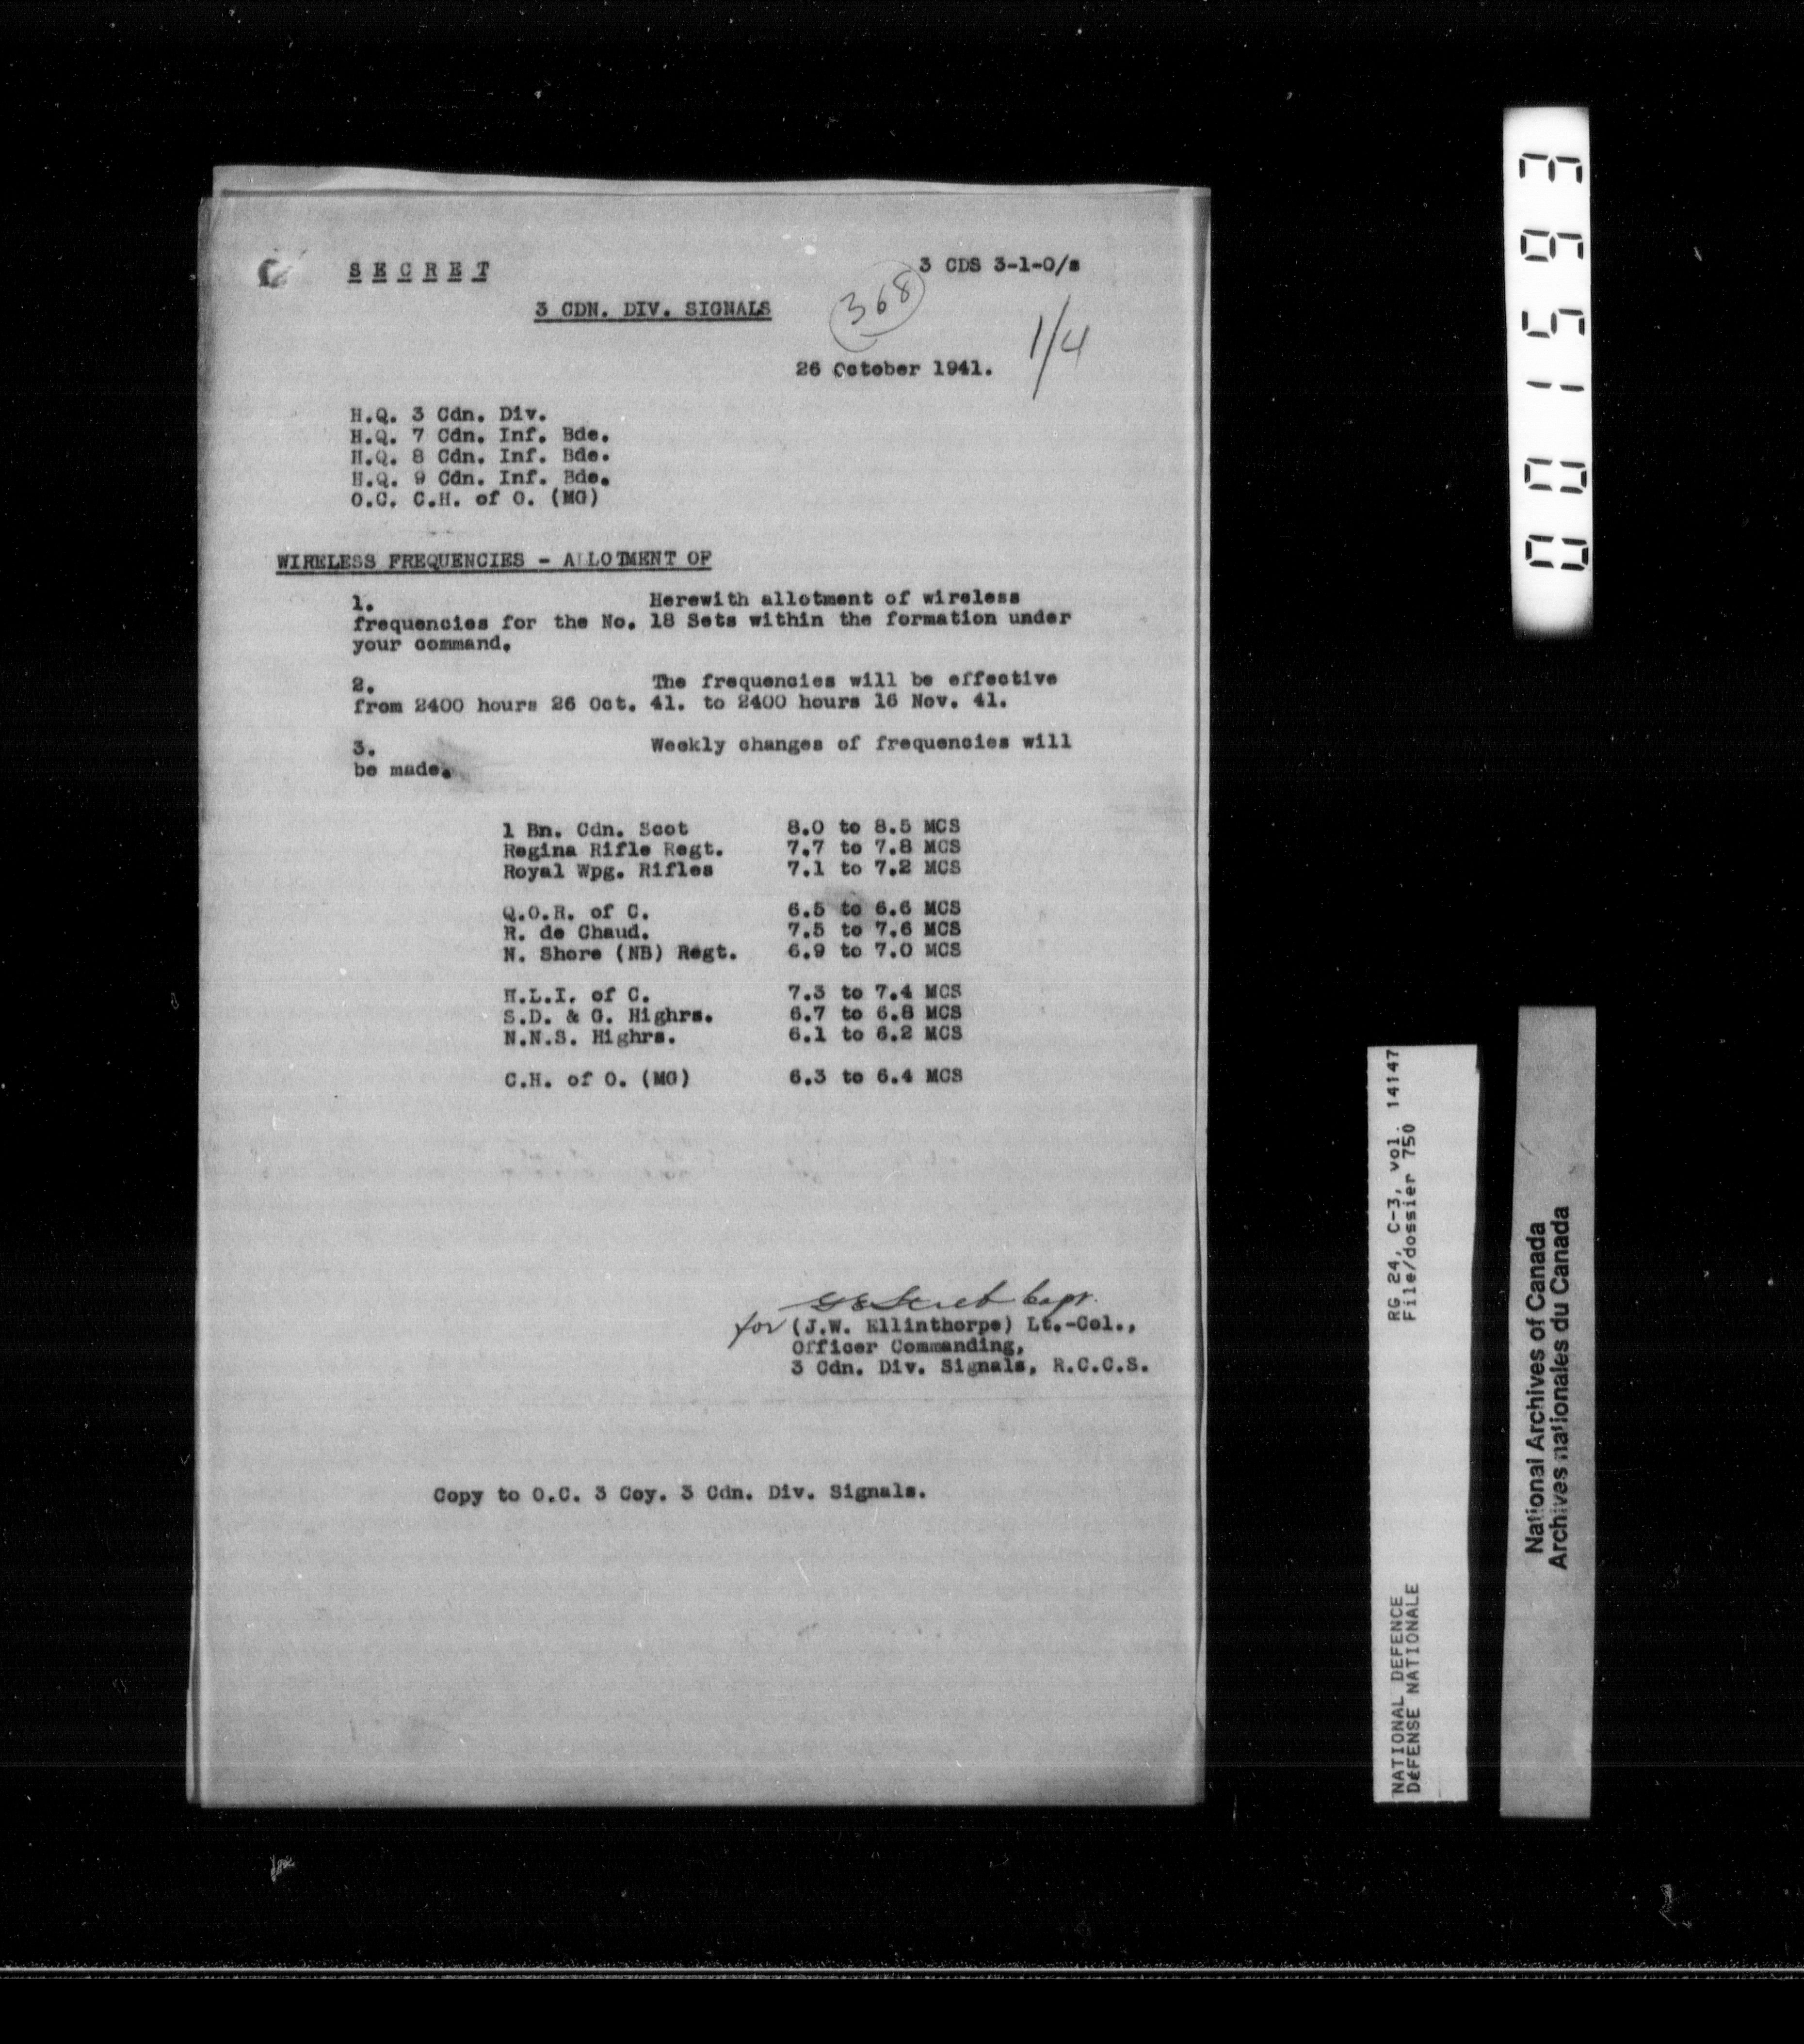 S E C R E T
3 CDS 3-1-0/s
3 CDN. DIV. SIGNALS
368
1/4
26 October 1941.
H.Q. 3 Cdn. Div.
H.Q. 7 Cdn. Inf. Bde.
H.Q. 8 Cdn. Inf. Bde.
H.Q. 9 Cdn. Inf. Bde.
O.C. C.H. of O. (MG)
WIRELESS FREQUENCIES - ALLOTMENT OF
1. Herewith allotment of wireless
frequencies for the No. 18 Sets within the formation under
your command.
2. The frequencies will be effective
from 2400 hours 26 Oct. 41. to 2400 hours 16 Nov. 41.
3. Weekly changes of frequencies will
be made.
1 Bn. Cdn. Scot 8.0 to 8.5 MCS
Regina Rifle Regt. 7.7 to 7.8 MCS
Royal Wpg. Rifles 7.1 to 7.2 MCS
Q.O.R. of C. 6.5 to 6.6 MCS
R. de Chaud. 7.5 to 7.6 MCS
N. Shore (NB) Regt. 6.9 to 7.0 MCS
H.L.I. of C. 7.3 to 7.4 MCS
S.D. & G. Highrs. 6.7 to 6.8 MCS
N.N.S. Highrs. 6.1 to 6.2 MCS
C.H. of O. (MG) 6.3 to 6.4 MCS
Capt.
for (J.W. Ellinthorpe) Lt.-Col.,
Officer Commanding,
3 Cdn. Div. Signals, R.C.C.S.
Copy to O.C. 3 Coy. 3 Cdn. Div. Signals.
001593
NATIONAL DEFENCE RG 24, C-3, vol. 14147
DÉFENSE NATIONALE File/dossier 750
National Archives of Canada
Archives nationales du Canada